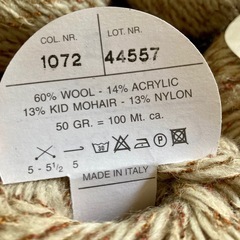 COL. NR. LOT. NR.
1072 44557
60% WOOL - 14% ACRYLIC
13% KID MOHAIR - 13% NYLON
50 GR. = 100 Mt. ca.
5 - 5½ 5
MADE IN ITALY